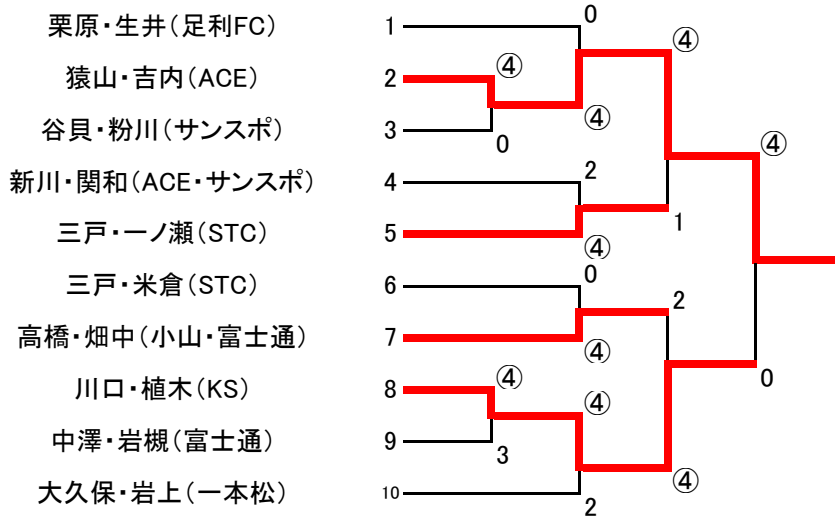 栗原・生井(足利FC) 1 0
④
猿山・吉内(ACE) 2 ④
④ ④
谷貝・粉川(サンスポ) 3 0
新川・関和(ACE・サンスポ) 4 2
1
三戸・一ノ瀬(STC) 5 ④
三戸・米倉(STC) 6 0
2
高橋・畑中(小山・富士通) 7 ④
0
川口・植木(KS) 8 ④ ④
中澤・岩槻(富士通) 9 3
④
大久保・岩上(一本松) 10 2